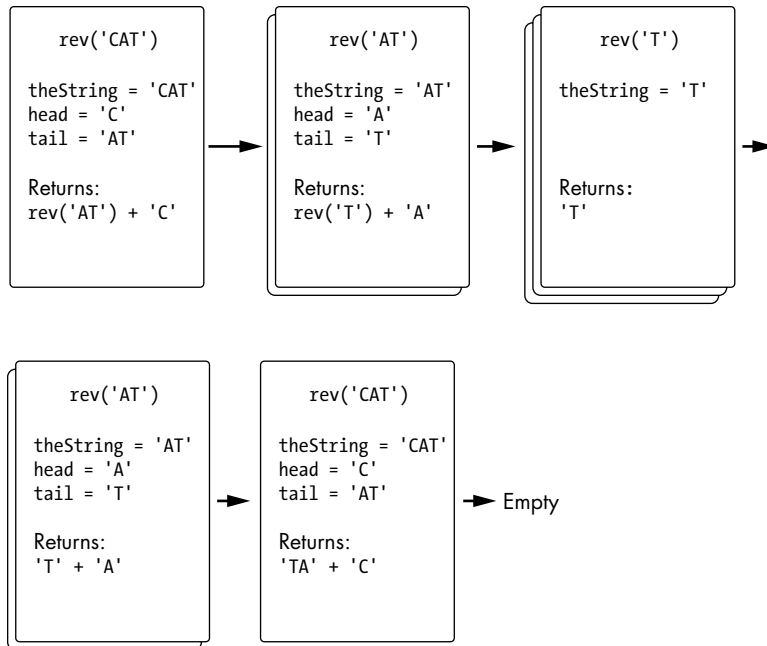 rev('CAT')
theString = 'CAT'
head = 'C'
tail = 'AT'
Returns:
rev('AT') + 'C'
rev('AT')
theString = 'AT'
head = 'A'
tail = 'T'
Returns:
rev('T') + 'A'
rev('T')
theString = 'T'
Returns:
'T'
rev('AT')
theString = 'AT'
head = 'A'
tail = 'T'
Returns:
'T' + 'A'
rev('CAT')
theString = 'CAT'
head = 'C'
tail = 'AT'
Returns:
'TA' + 'C'
Empty